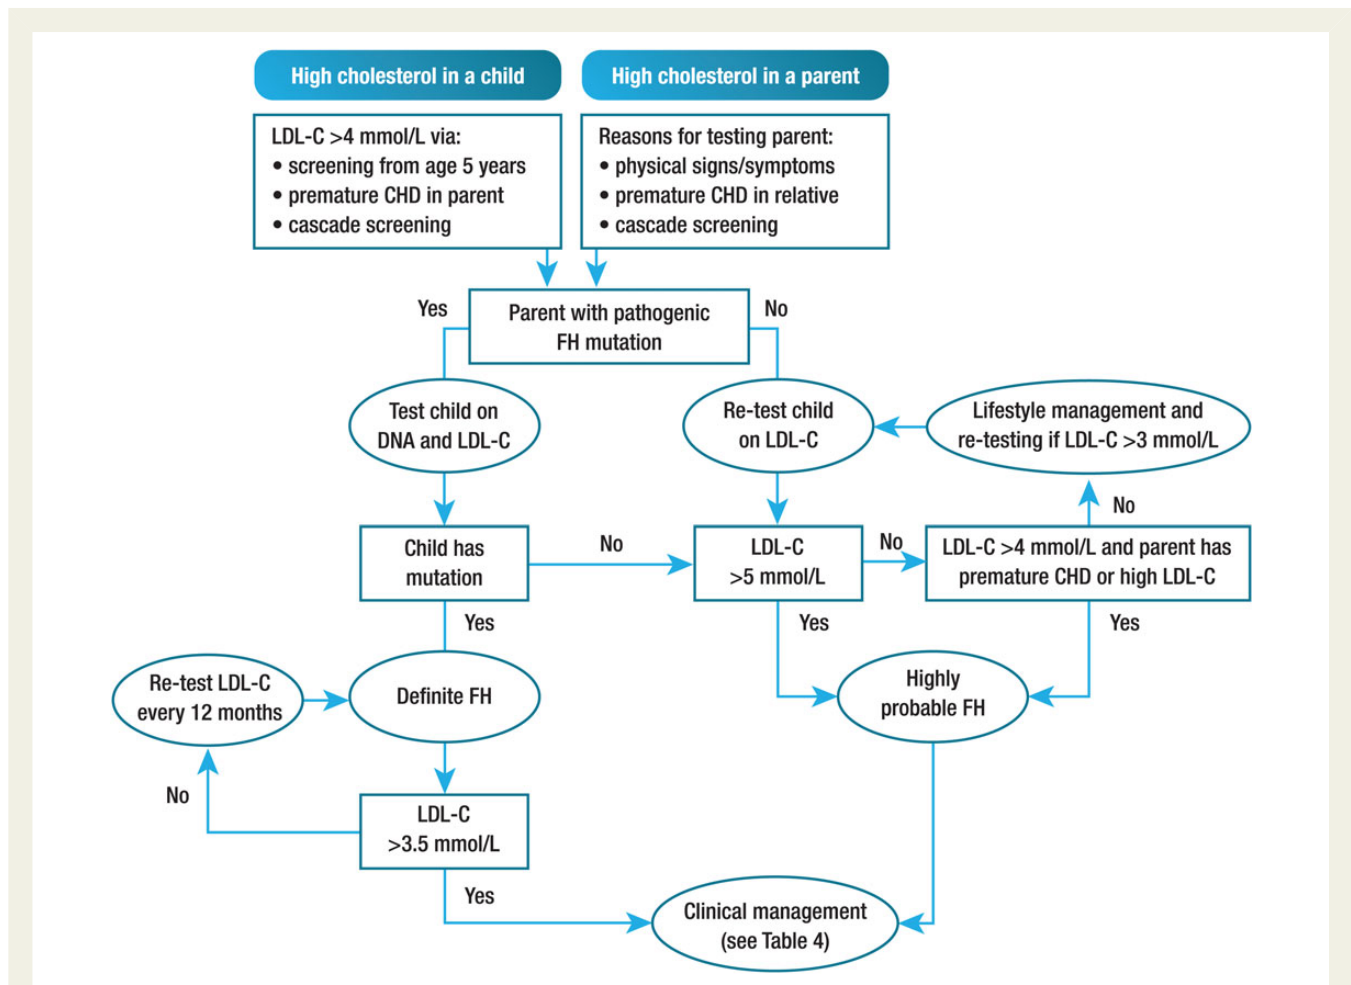 High cholesterol in a child
High cholesterol in a parent
LDL-C >4 mmol/L via:
• screening from age 5 years
• premature CHD in parent
• cascade screening
Reasons for testing parent:
• physical signs/symptoms
• premature CHD in relative
• cascade screening
Yes
Parent with pathogenic
FH mutation
No
Test child on
DNA and LDL-C
Re-test child
on LDL-C
Lifestyle management and
re-testing if LDL-C >3 mmol/L
No
Child has
mutation
No
LDL-C
>5 mmol/L
No
LDL-C >4 mmol/L and parent has
premature CHD or high LDL-C
Yes
Yes
Yes
Re-test LDL-C
every 12 months
Definite FH
Highly
probable FH
No
LDL-C
>3.5 mmol/L
Yes
Clinical management
(see Table 4)